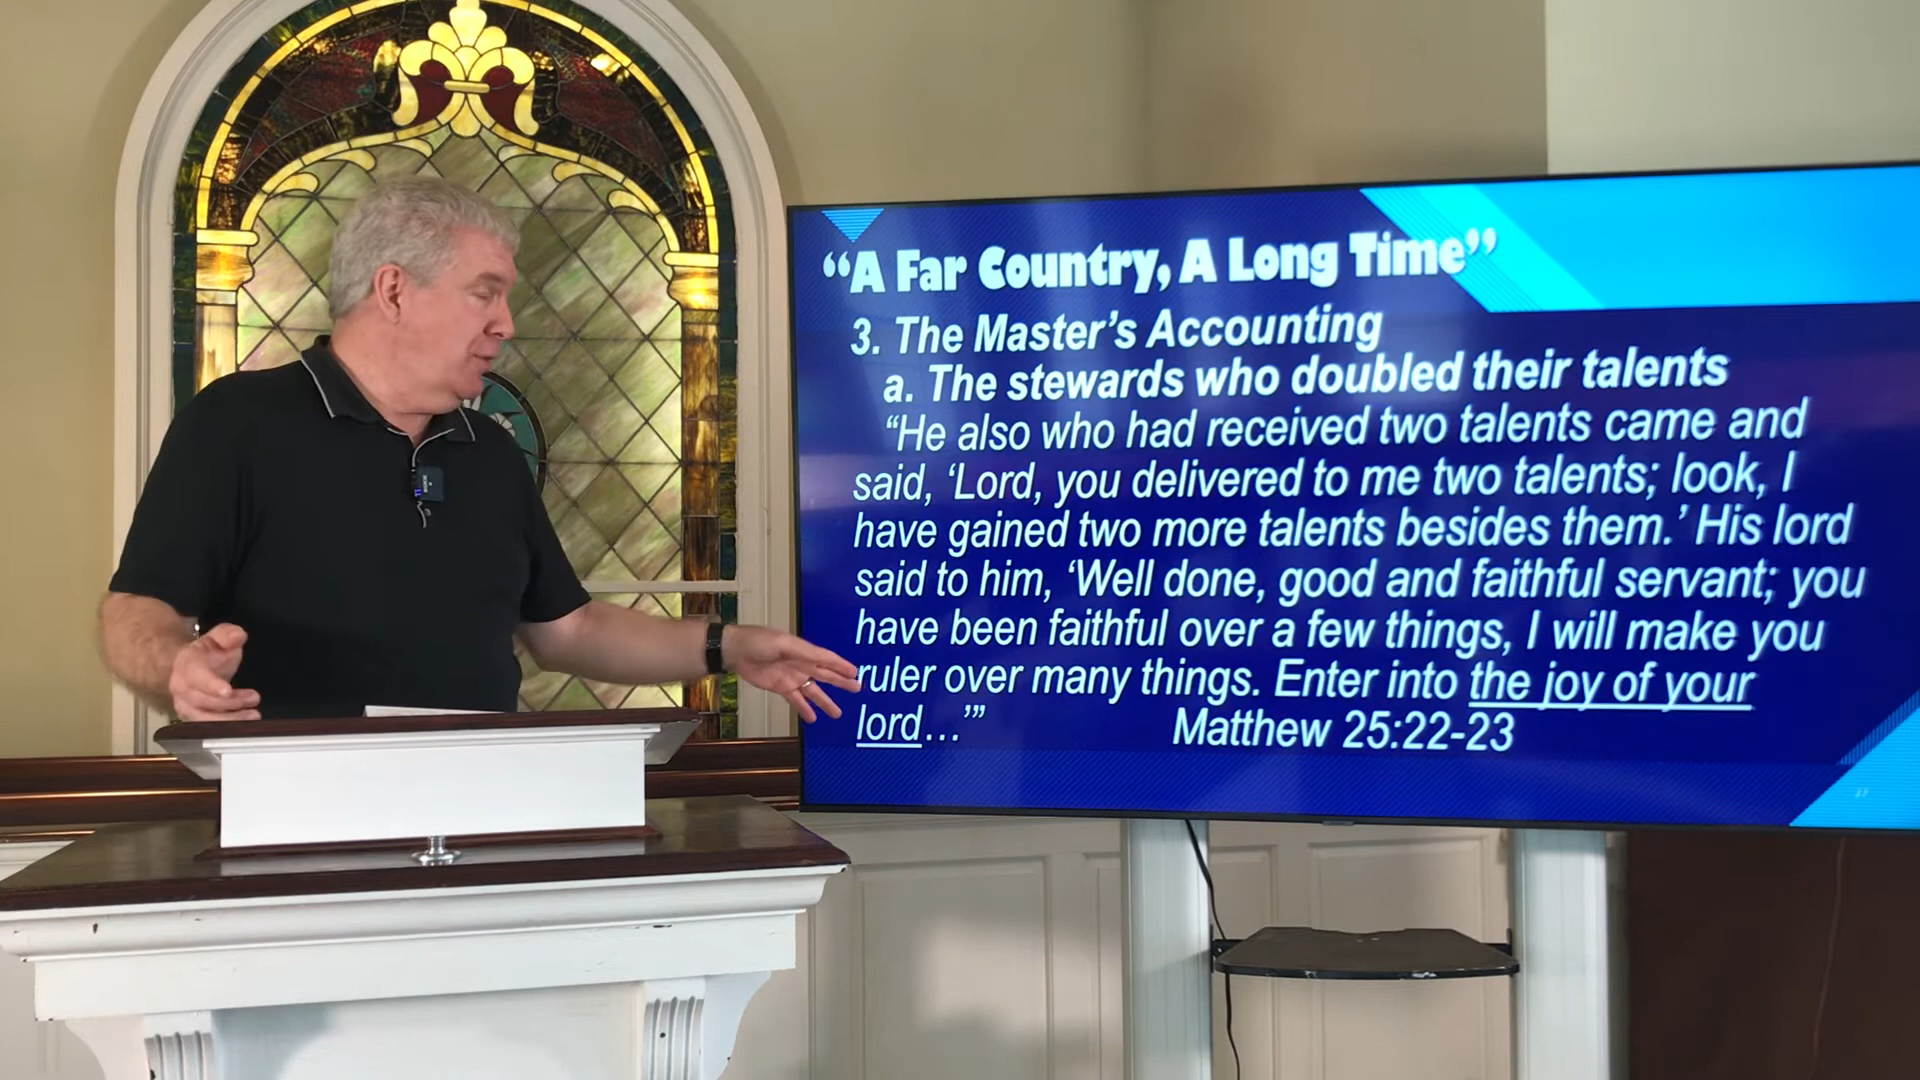 “A Far Country, A Long Time”
3. The Master’s Accounting
a. The stewards who doubled their talents
“He also who had received two talents came and
said, ‘Lord, you delivered to me two talents; look, I
have gained two more talents besides them.’ His lord
said to him, ‘Well done, good and faithful servant; you
have been faithful over a few things, I will make you
ruler over many things. Enter into the joy of your
lord…’” Matthew 25:22-23